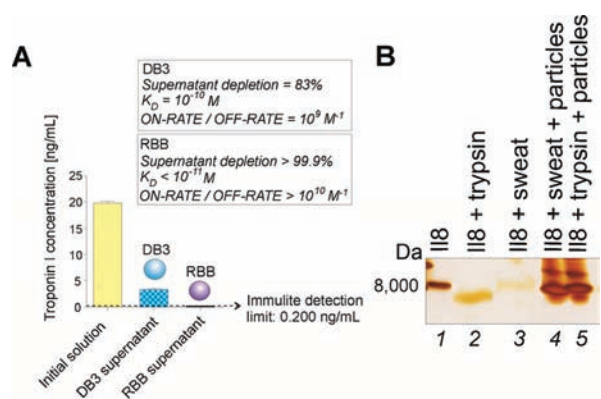 A
DB3
Supernatant depletion = 83%
K_D = 10^-10 M
ON-RATE / OFF-RATE = 10^9 M^-1
RBB
Supernatant depletion > 99.9%
K_D < 10^-11 M
ON-RATE / OFF-RATE > 10^10 M^-1
Troponin I concentration [ng/mL]
25
20
15
10
5
0
DB3
RBB
Immulite detection
limit: 0.200 ng/mL
Initial solution
DB3 supernatant
RBB supernatant
B
Il8
Il8 + trypsin
Il8 + sweat
Il8 + sweat + particles
Il8 + trypsin + particles
Da
8,000
1 2 3 4 5